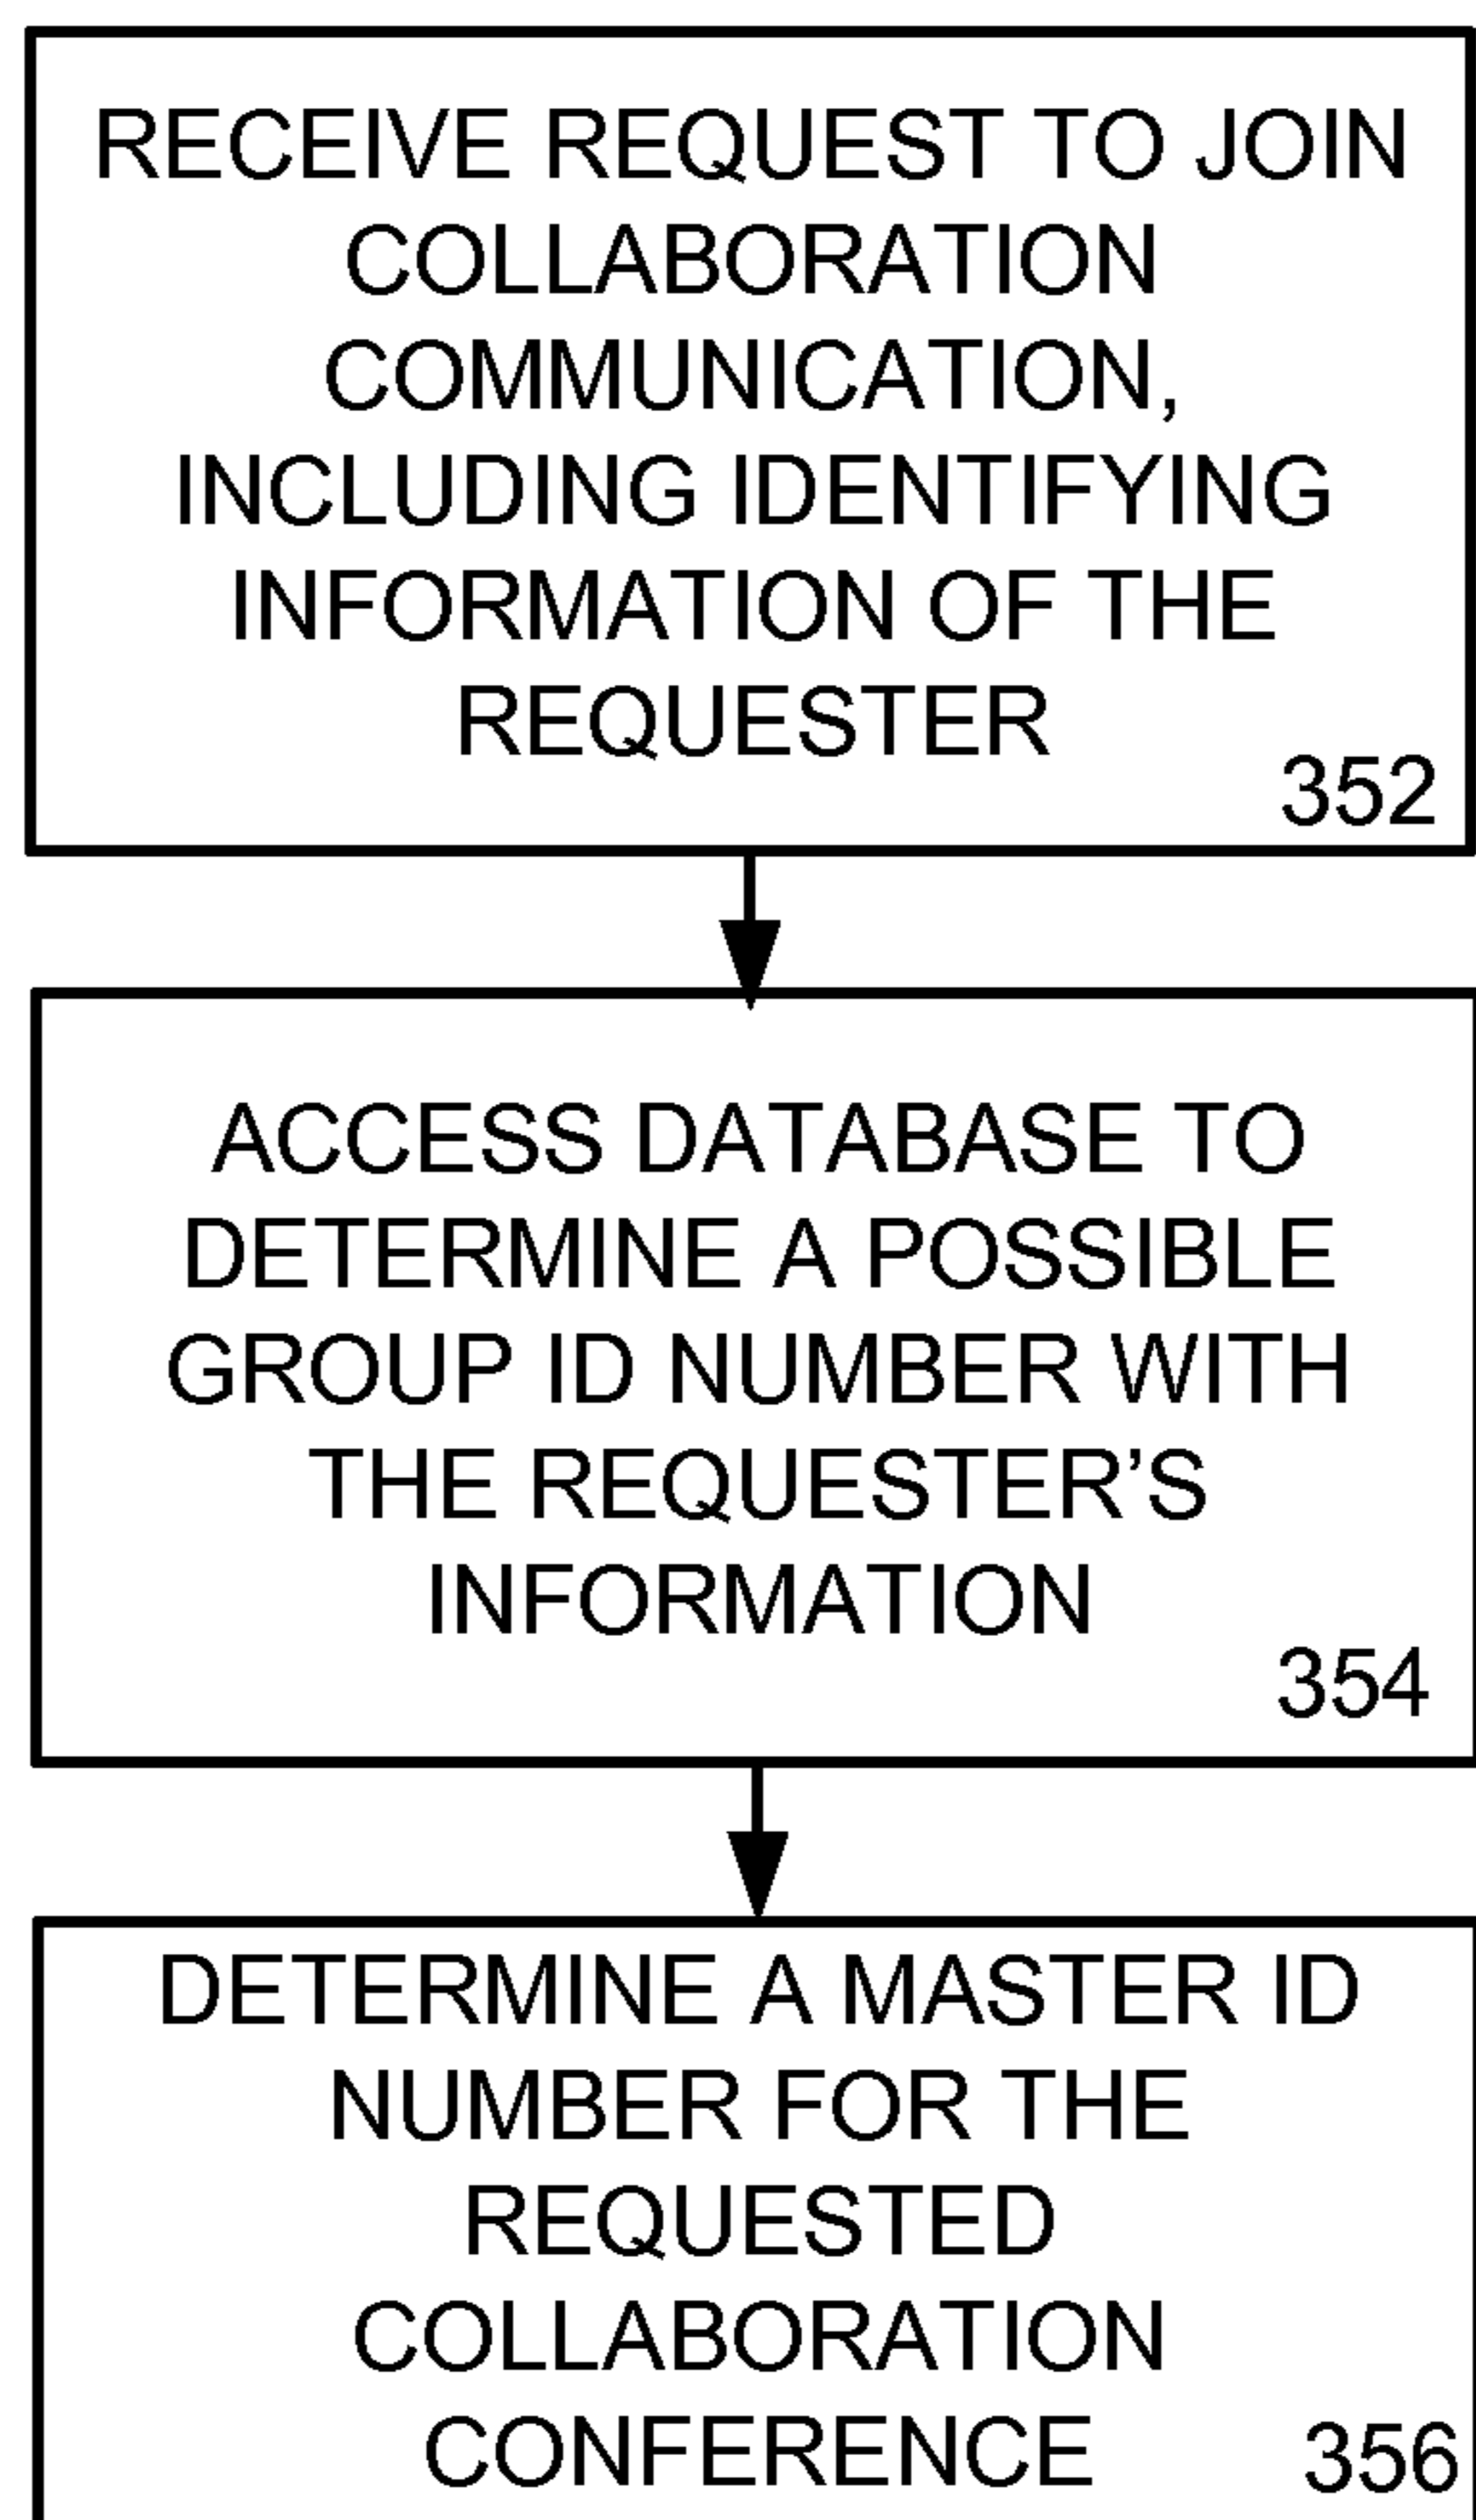 RECEIVE REQUEST TO JOIN
COLLABORATION
COMMUNICATION,
INCLUDING IDENTIFYING
INFORMATION OF THE
REQUESTER
352
ACCESS DATABASE TO
DETERMINE A POSSIBLE
GROUP ID NUMBER WITH
THE REQUESTER’S
INFORMATION
354
DETERMINE A MASTER ID
NUMBER FOR THE
REQUESTED
COLLABORATION
CONFERENCE 356